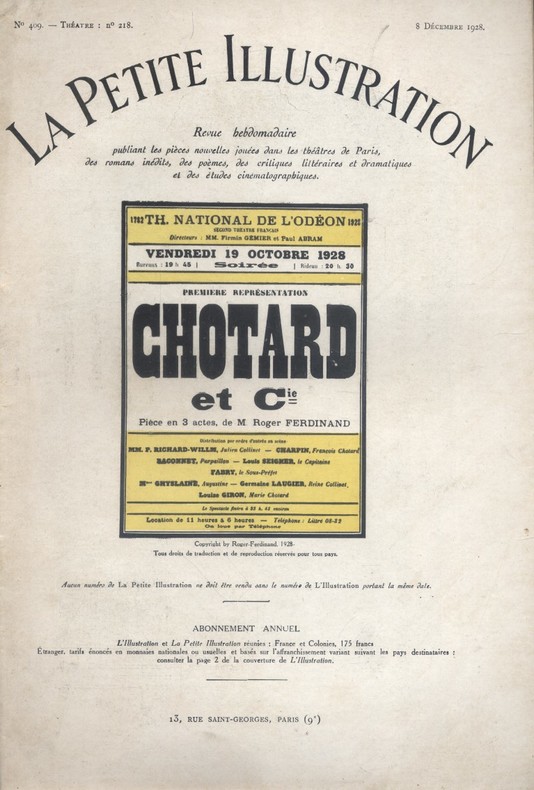 Nº 409. — Théatre : nº 218.
8 Décembre 1928.
LA PETITE ILLUSTRATION
Revue hebdomadaire
publiant les pièces nouvelles jouées dans les théâtres de Paris,
des romans inédits, des poèmes, des critiques littéraires et dramatiques
et des études cinématographiques.
1782 TH. NATIONAL DE L'ODÉON 1928
SECOND THÉATRE FRANÇAIS
Directeurs : MM. Firmin GÉMIER et Paul ABRAM
VENDREDI 19 OCTOBRE 1928
Bureaux : 19 h 45 | Soirée | Rideau : 20 h 30
PREMIÈRE REPRÉSENTATION
CHOTARD
et Cie
Pièce en 3 actes, de M. Roger FERDINAND
Distribution par ordre d'entrée en scène
MM. P. RICHARD-WILLM, Julien Collinet — CHARPIN, François Chotard
BACONNET, Parpaillon — Louis SEIGNER, le Capitaine
FABRY, le Sous-Préfet
Mmes GHYSLAINE, Augustine — Germaine LAUGIER, Reine Collinet,
Louise GIRON, Marie Chotard
Le Spectacle finira à 23 h. 45 environ
Location de 11 heures à 6 heures — Téléphone : Littré 05-32
On loue par Téléphone
Copyright by Roger-Ferdinand, 1928.
Tous droits de traduction et de reproduction réservés pour tous pays.
Aucun numéro de La Petite Illustration ne doit être vendu sans le numéro de L'Illustration portant la même date.
ABONNEMENT ANNUEL
L'Illustration et La Petite Illustration réunies : France et Colonies, 175 francs
Étranger, tarifs énoncés en monnaies nationales ou usuelles et basés sur l'affranchissement variant suivant les pays destinataires :
consulter la page 2 de la couverture de L'Illustration.
13, RUE SAINT-GEORGES, PARIS (9e)